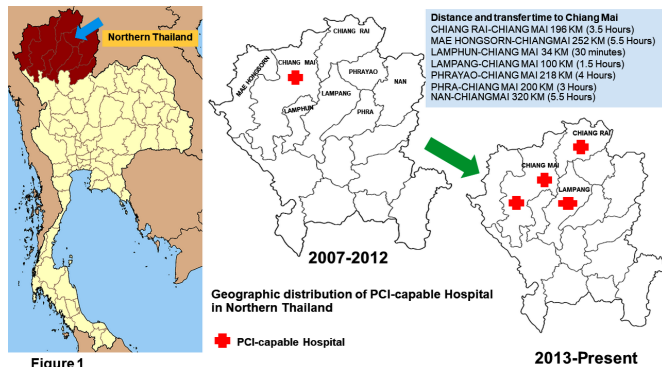 Northern Thailand
Figure 1
CHIANG RAI
CHIANG MAI
MAE HONGSORN
PHRAYAO
NAN
LAMPANG
LAMPHUN
PHRA
2007-2012
Distance and transfer time to Chiang Mai
CHIANG RAI-CHIANG MAI 196 KM (3.5 Hours)
MAE HONGSORN-CHIANGMAI 252 KM (5.5 Hours)
LAMPHUN-CHIANG MAI 34 KM (30 minutes)
LAMPANG-CHIANG MAI 100 KM (1.5 Hours)
PHRAYAO-CHIANG MAI 218 KM (4 Hours)
PHRA-CHIANG MAI 200 KM (3 Hours)
NAN-CHIANGMAI 320 KM (5.5 Hours)
CHIANG RAI
CHIANG MAI
LAMPANG
Geographic distribution of PCI-capable Hospital
in Northern Thailand
PCI-capable Hospital
2013-Present